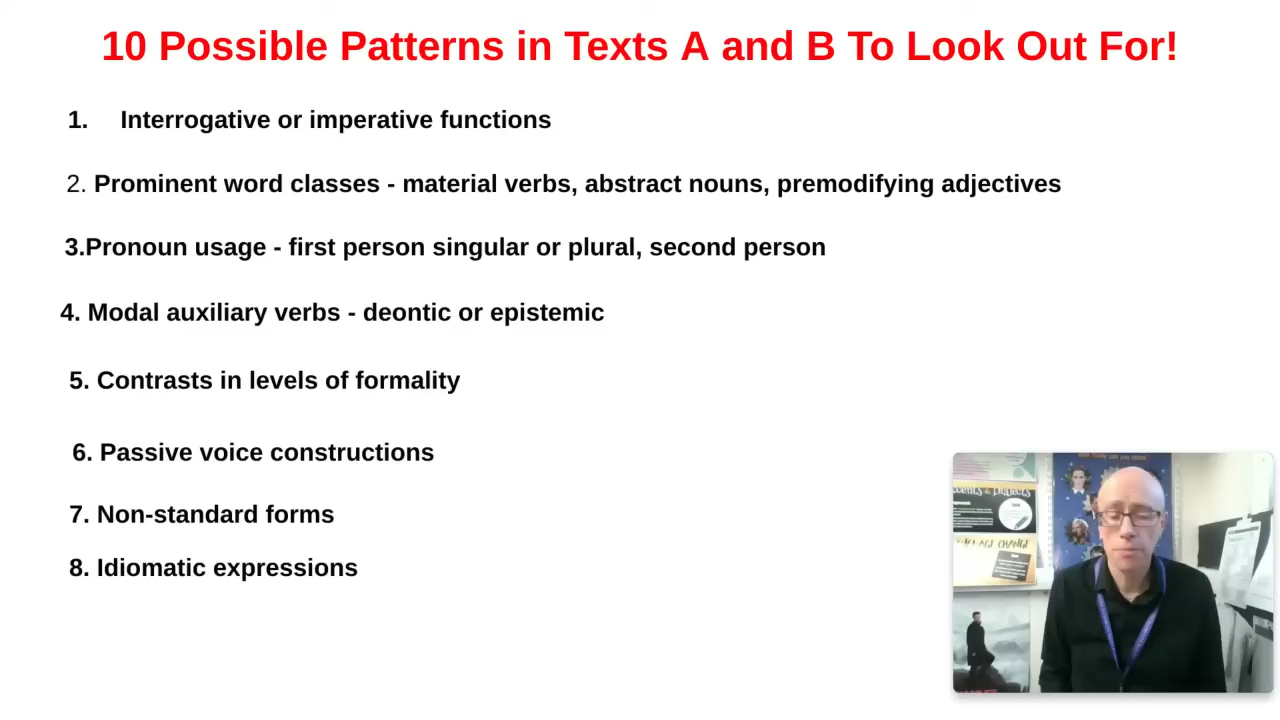 10 Possible Patterns in Texts A and B To Look Out For!
1. Interrogative or imperative functions
2. Prominent word classes - material verbs, abstract nouns, premodifying adjectives
3.Pronoun usage - first person singular or plural, second person
4. Modal auxiliary verbs - deontic or epistemic
5. Contrasts in levels of formality
6. Passive voice constructions
7. Non-standard forms
8. Idiomatic expressions